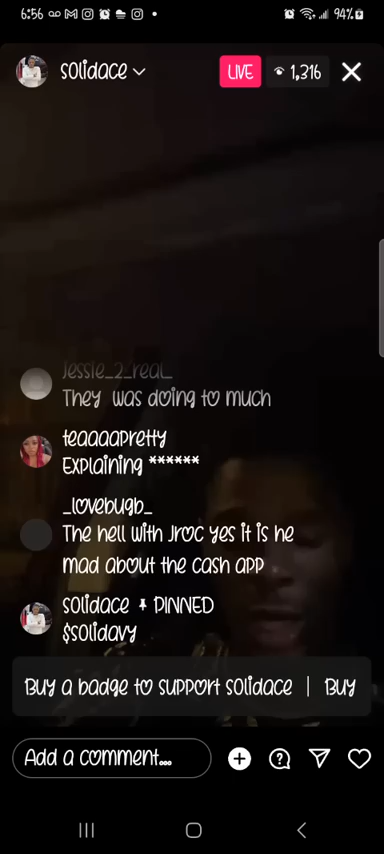 6:56
94%
solidace
LIVE
1,316
Jessie_2_real_
They was doing to much
teaaaapretty
Explaining ******
_lovebugb_
The hell with Jroc yes it is he
mad about the cash app
solidace PINNED
$solidavy
Buy a badge to support solidace | Buy
Add a comment...